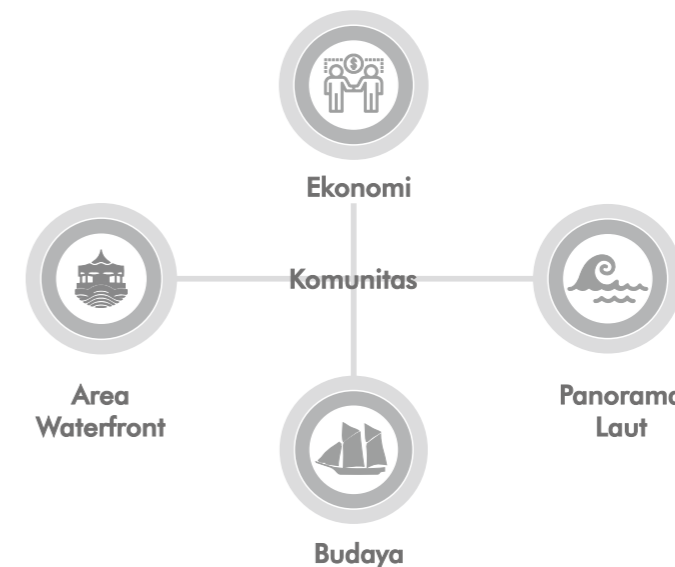 Ekonomi
Komunitas
Area
Waterfront
Panorama
Laut
Budaya